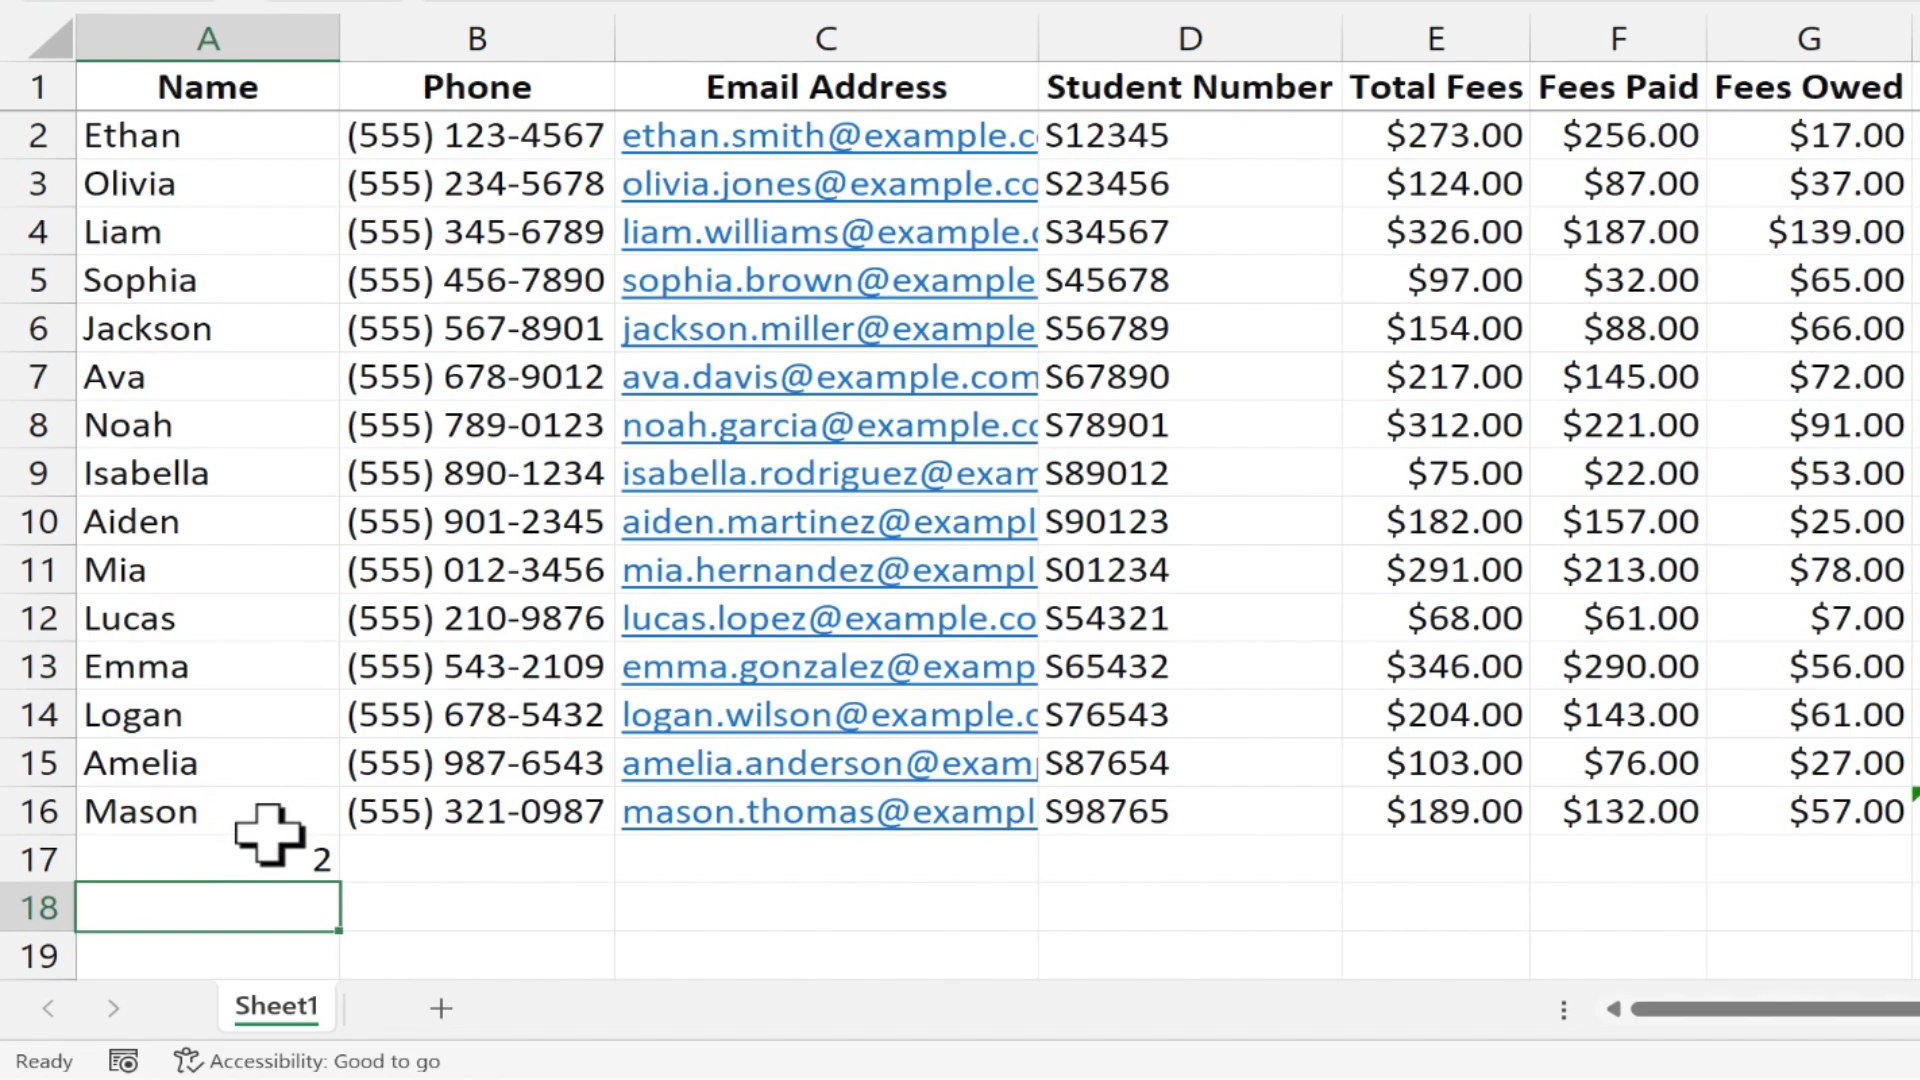 A B C D E F G
1 Name Phone Email Address Student Number Total Fees Fees Paid Fees Owed
2 Ethan (555) 123-4567 ethan.smith@example.c S12345 $273.00 $256.00 $17.00
3 Olivia (555) 234-5678 olivia.jones@example.co S23456 $124.00 $87.00 $37.00
4 Liam (555) 345-6789 liam.williams@example. S34567 $326.00 $187.00 $139.00
5 Sophia (555) 456-7890 sophia.brown@example S45678 $97.00 $32.00 $65.00
6 Jackson (555) 567-8901 jackson.miller@example S56789 $154.00 $88.00 $66.00
7 Ava (555) 678-9012 ava.davis@example.com S67890 $217.00 $145.00 $72.00
8 Noah (555) 789-0123 noah.garcia@example.co S78901 $312.00 $221.00 $91.00
9 Isabella (555) 890-1234 isabella.rodriguez@exam S89012 $75.00 $22.00 $53.00
10 Aiden (555) 901-2345 aiden.martinez@exampl S90123 $182.00 $157.00 $25.00
11 Mia (555) 012-3456 mia.hernandez@exampl S01234 $291.00 $213.00 $78.00
12 Lucas (555) 210-9876 lucas.lopez@example.co S54321 $68.00 $61.00 $7.00
13 Emma (555) 543-2109 emma.gonzalez@examp S65432 $346.00 $290.00 $56.00
14 Logan (555) 678-5432 logan.wilson@example.c S76543 $204.00 $143.00 $61.00
15 Amelia (555) 987-6543 amelia.anderson@exam S87654 $103.00 $76.00 $27.00
16 Mason (555) 321-0987 mason.thomas@exampl S98765 $189.00 $132.00 $57.00
17 2
18
19
Sheet1
Ready Accessibility: Good to go